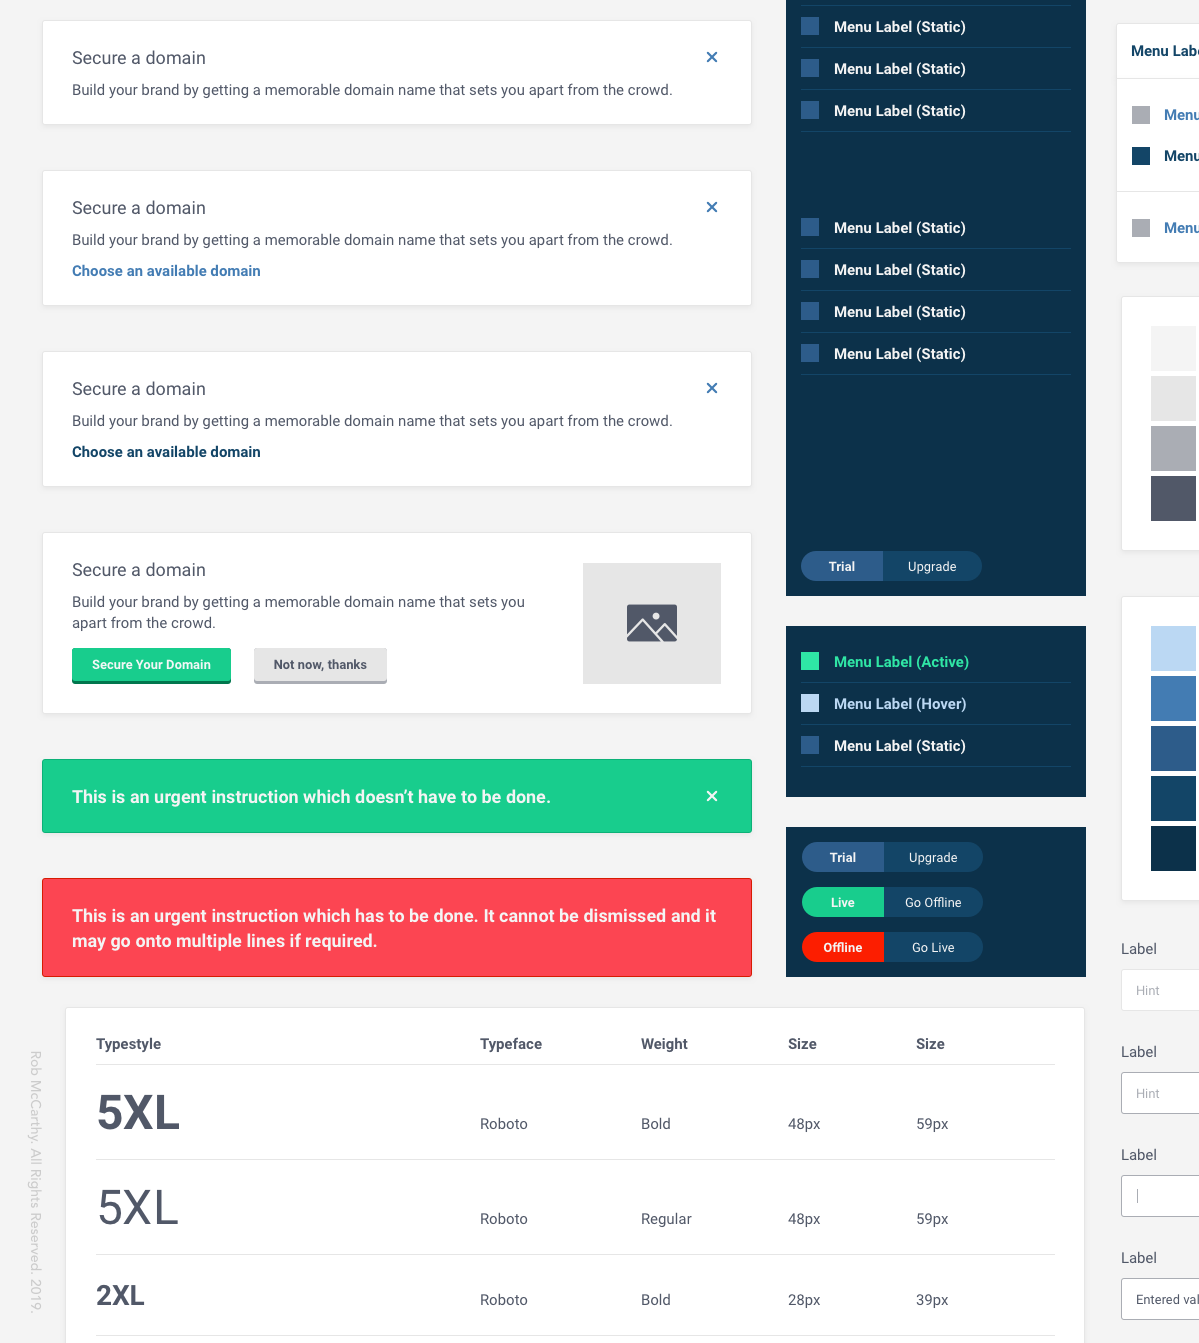 Secure a domain
Build your brand by getting a memorable domain name that sets you apart from the crowd.
Secure a domain
Build your brand by getting a memorable domain name that sets you apart from the crowd.
Choose an available domain
Secure a domain
Build your brand by getting a memorable domain name that sets you apart from the crowd.
Choose an available domain
Secure a domain
Build your brand by getting a memorable domain name that sets you
apart from the crowd.
Secure Your Domain
Not now, thanks
This is an urgent instruction which doesn’t have to be done.
This is an urgent instruction which has to be done. It cannot be dismissed and it
may go onto multiple lines if required.
Menu Label (Static)
Menu Label (Static)
Menu Label (Static)
Menu Label (Static)
Menu Label (Static)
Menu Label (Static)
Menu Label (Static)
Trial Upgrade
Menu Label (Active)
Menu Label (Hover)
Menu Label (Static)
Trial Upgrade
Live Go Offline
Offline Go Live
Menu
Menu
Menu
Menu
Label
Hint
Label
Hint
Label
Label
Entered
Typestyle Typeface Weight Size Size
5XL Roboto Bold 48px 59px
5XL Roboto Regular 48px 59px
2XL Roboto Bold 28px 39px
Rob McCarthy. All Rights Reserved. 2019.